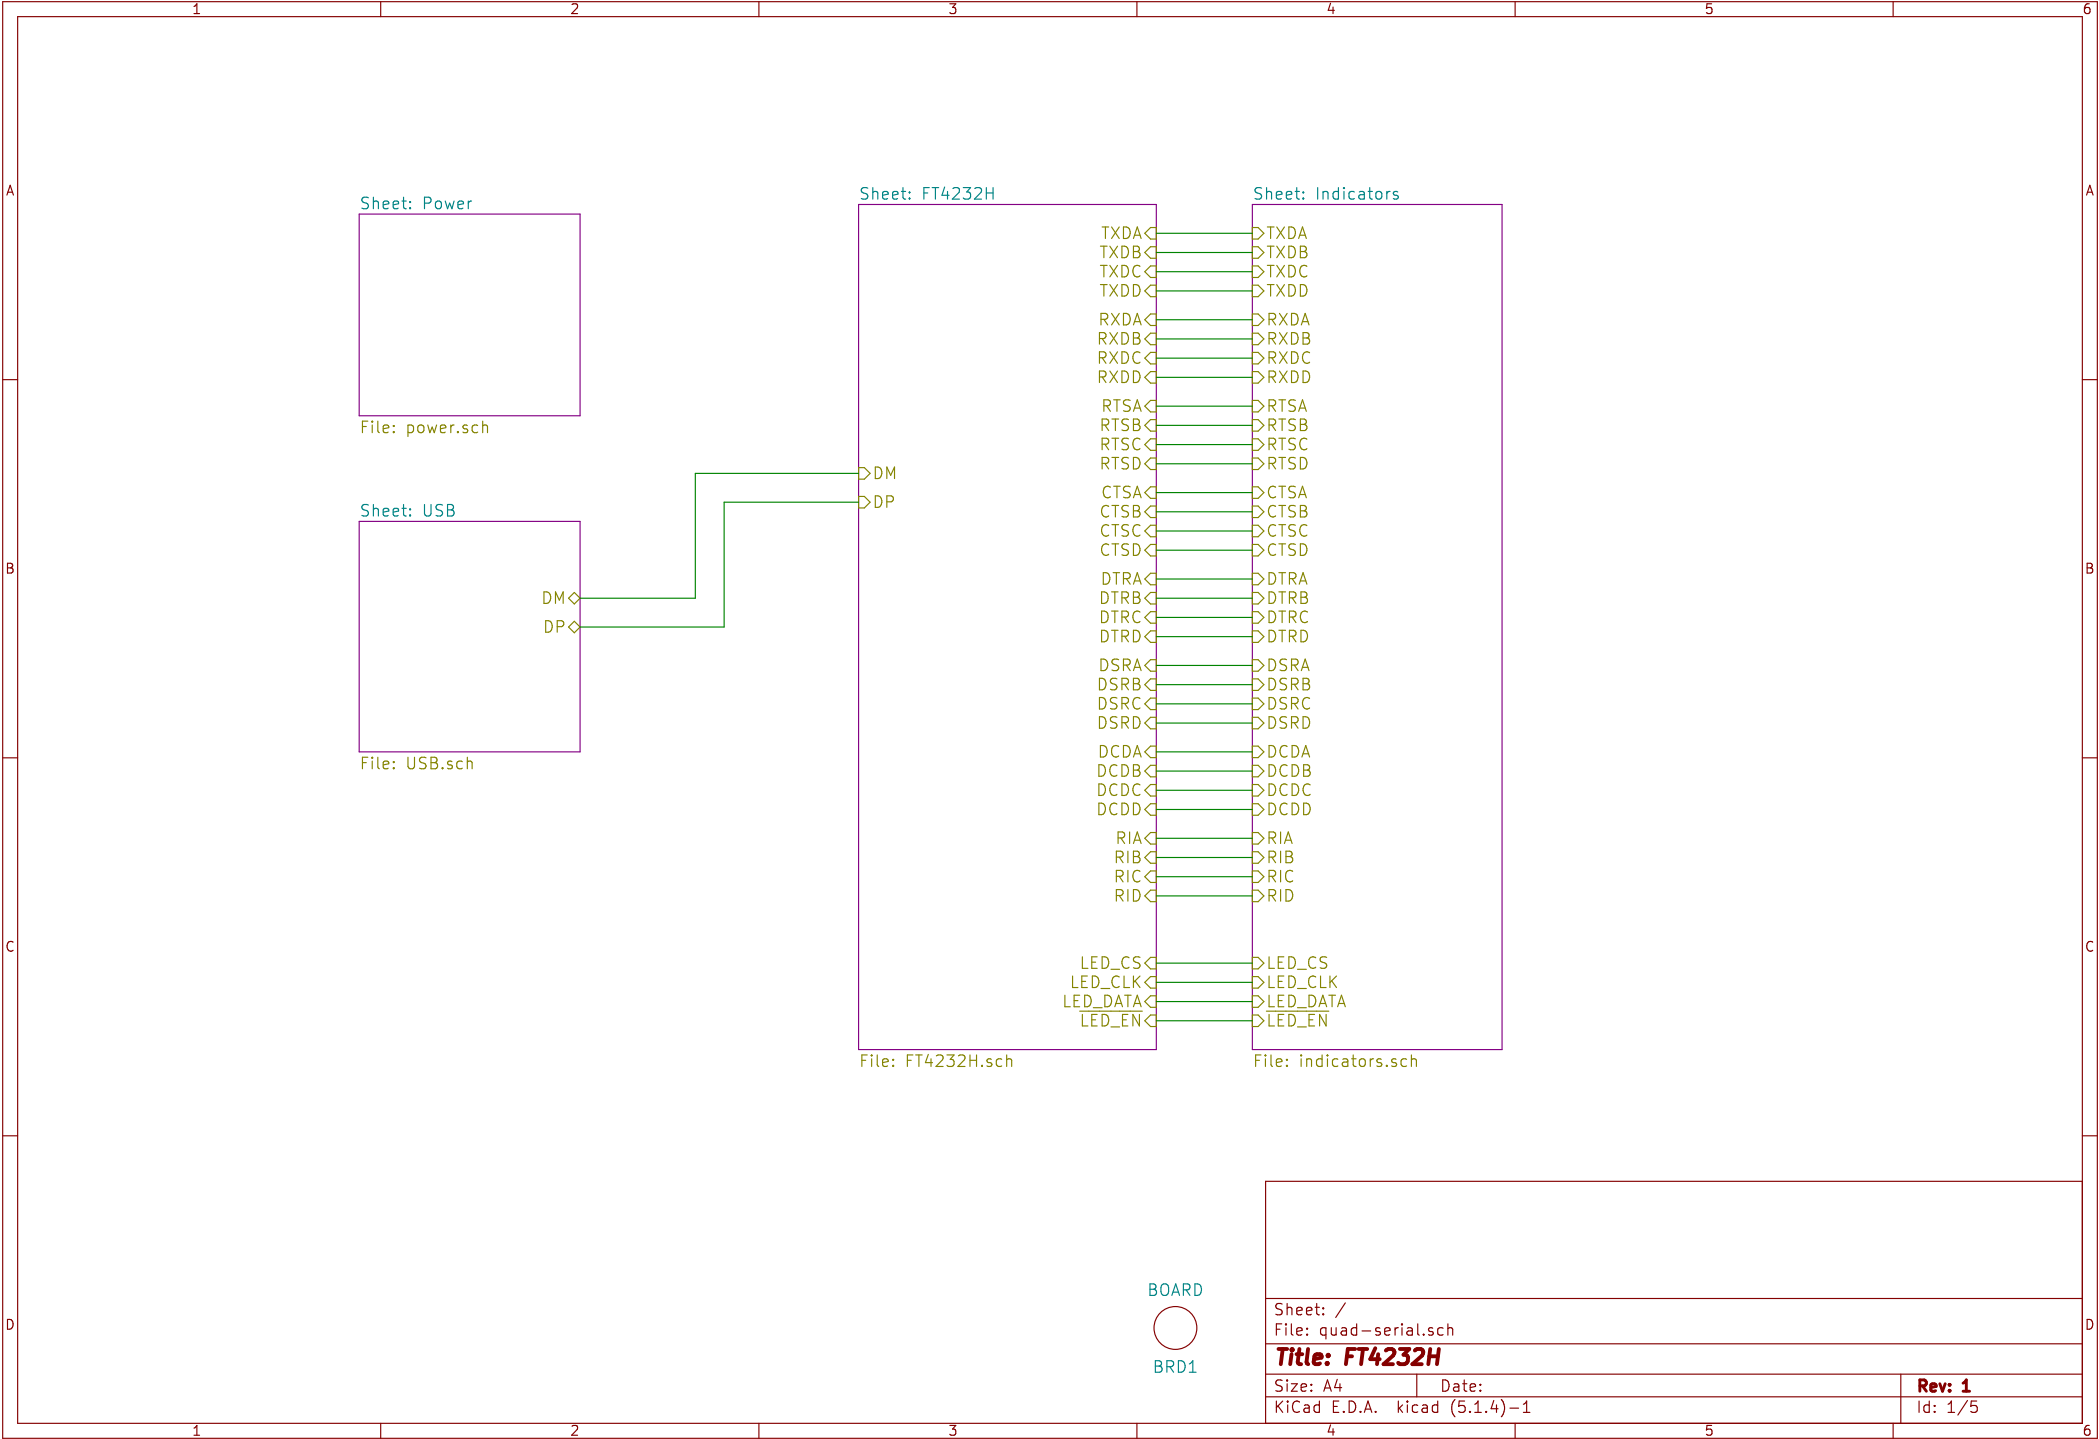 1 2 3 4 5 6
A A
B B
C C
D D
Sheet: Power
File: power.sch
Sheet: USB
DM
DP
File: USB.sch
Sheet: FT4232H
DM
DP
TXDA
TXDB
TXDC
TXDD
RXDA
RXDB
RXDC
RXDD
RTSA
RTSB
RTSC
RTSD
CTSA
CTSB
CTSC
CTSD
DTRA
DTRB
DTRC
DTRD
DSRA
DSRB
DSRC
DSRD
DCDA
DCDB
DCDC
DCDD
RIA
RIB
RIC
RID
LED_CS
LED_CLK
LED_DATA
LED_EN
File: FT4232H.sch
Sheet: Indicators
TXDA
TXDB
TXDC
TXDD
RXDA
RXDB
RXDC
RXDD
RTSA
RTSB
RTSC
RTSD
CTSA
CTSB
CTSC
CTSD
DTRA
DTRB
DTRC
DTRD
DSRA
DSRB
DSRC
DSRD
DCDA
DCDB
DCDC
DCDD
RIA
RIB
RIC
RID
LED_CS
LED_CLK
LED_DATA
LED_EN
File: indicators.sch
BOARD
BRD1
Sheet: /
File: quad-serial.sch
Title: FT4232H
Size: A4 Date: Rev: 1
KiCad E.D.A. kicad (5.1.4)-1 Id: 1/5
1 2 3 4 5 6